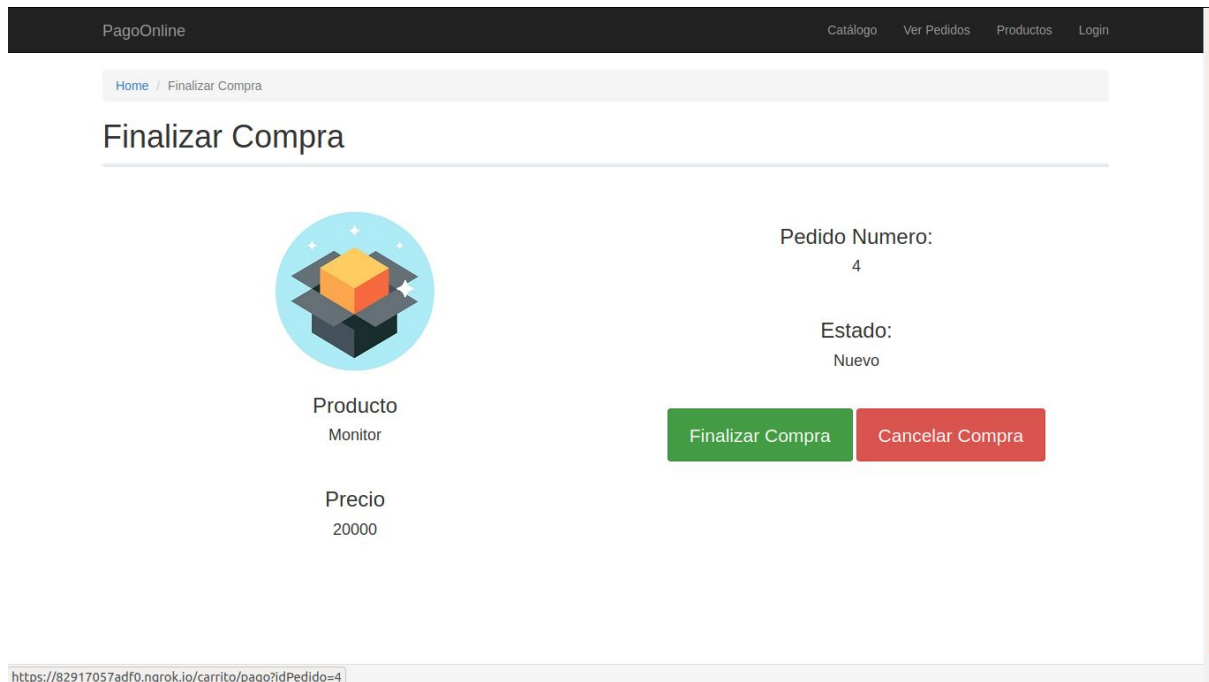 PagoOnline
Catálogo Ver Pedidos Productos Login
Home / Finalizar Compra
Finalizar Compra
Producto
Monitor
Precio
20000
Pedido Numero:
4
Estado:
Nuevo
Finalizar Compra Cancelar Compra
https://82917057adf0.ngrok.io/carrito/pago?idPedido=4